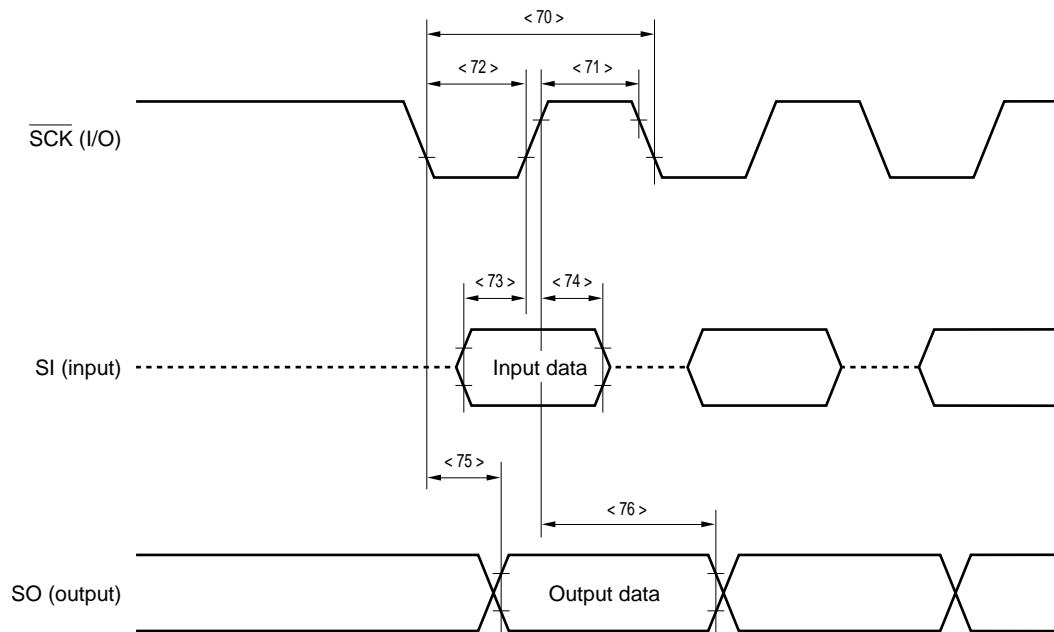 < 70 >
< 72 > < 71 >
SCK (I/O)
< 73 > < 74 >
SI (input) Input data
< 75 >
< 76 >
SO (output) Output data